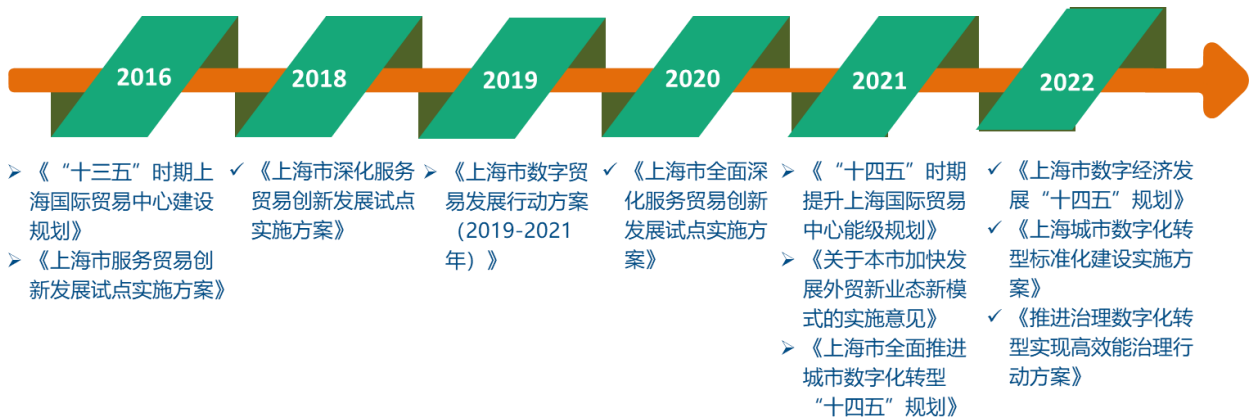 2016
2018
2019
2020
2021
2022
➢ 《 “十三五”时期上
海国际贸易中心建设
规划》
➢ 《上海市服务贸易创
新发展试点实施方案》
✓ 《上海市深化服务
贸易创新发展试点
实施方案》
➢ 《上海市数字贸
易发展行动方案
（2019-2021
年）》
✓ 《上海市全面深
化服务贸易创新
发展试点实施方
案》
➢ 《 “十四五”时期
提升上海国际贸易
中心能级规划》
➢ 《关于本市加快发
展外贸新业态新模
式的实施意见》
➢ 《上海市全面推进
城市数字化转型
“十四五”规划》
✓ 《上海市数字经济发
展“十四五”规划》
✓ 《上海城市数字化转
型标准化建设实施方
案》
✓ 《推进治理数字化转
型实现高效能治理行
动方案》